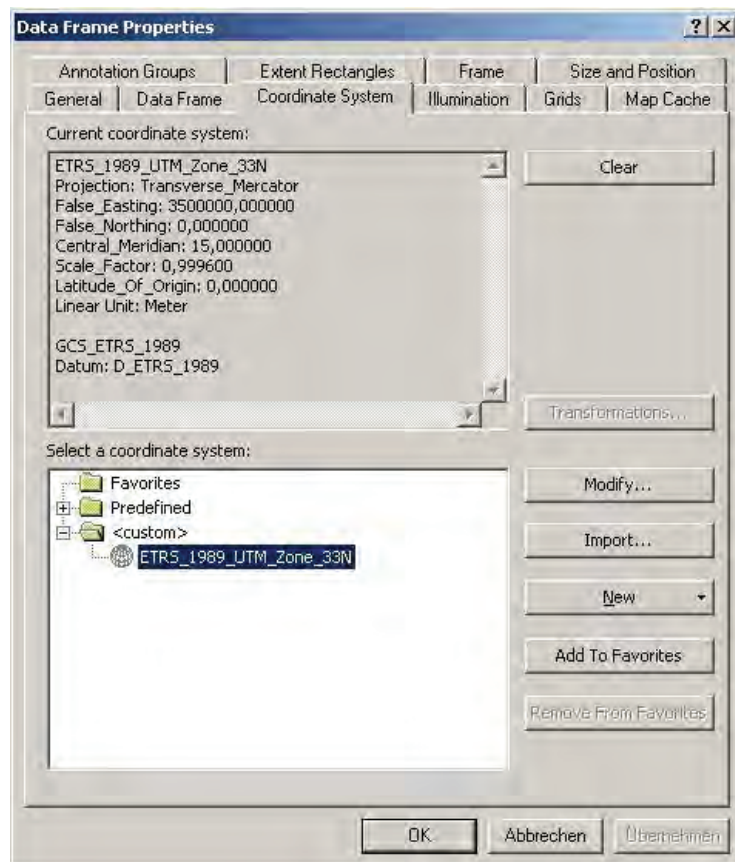 Data Frame Properties
Annotation Groups Extent Rectangles Frame Size and Position
General Data Frame Coordinate System Illumination Grids Map Cache
Current coordinate system:
ETRS_1989_UTM_Zone_33N
Projection: Transverse_Mercator
False_Easting: 3500000,000000
False_Northing: 0,000000
Central_Meridian: 15,000000
Scale_Factor: 0,999600
Latitude_Of_Origin: 0,000000
Linear Unit: Meter
GCS_ETRS_1989
Datum: D_ETRS_1989
Clear
Transformations...
Select a coordinate system:
Favorites
Predefined
<custom>
ETRS_1989_UTM_Zone_33N
Modify...
Import...
New
Add To Favorites
Remove From Favorites
OK Abbrechen Übernehmen